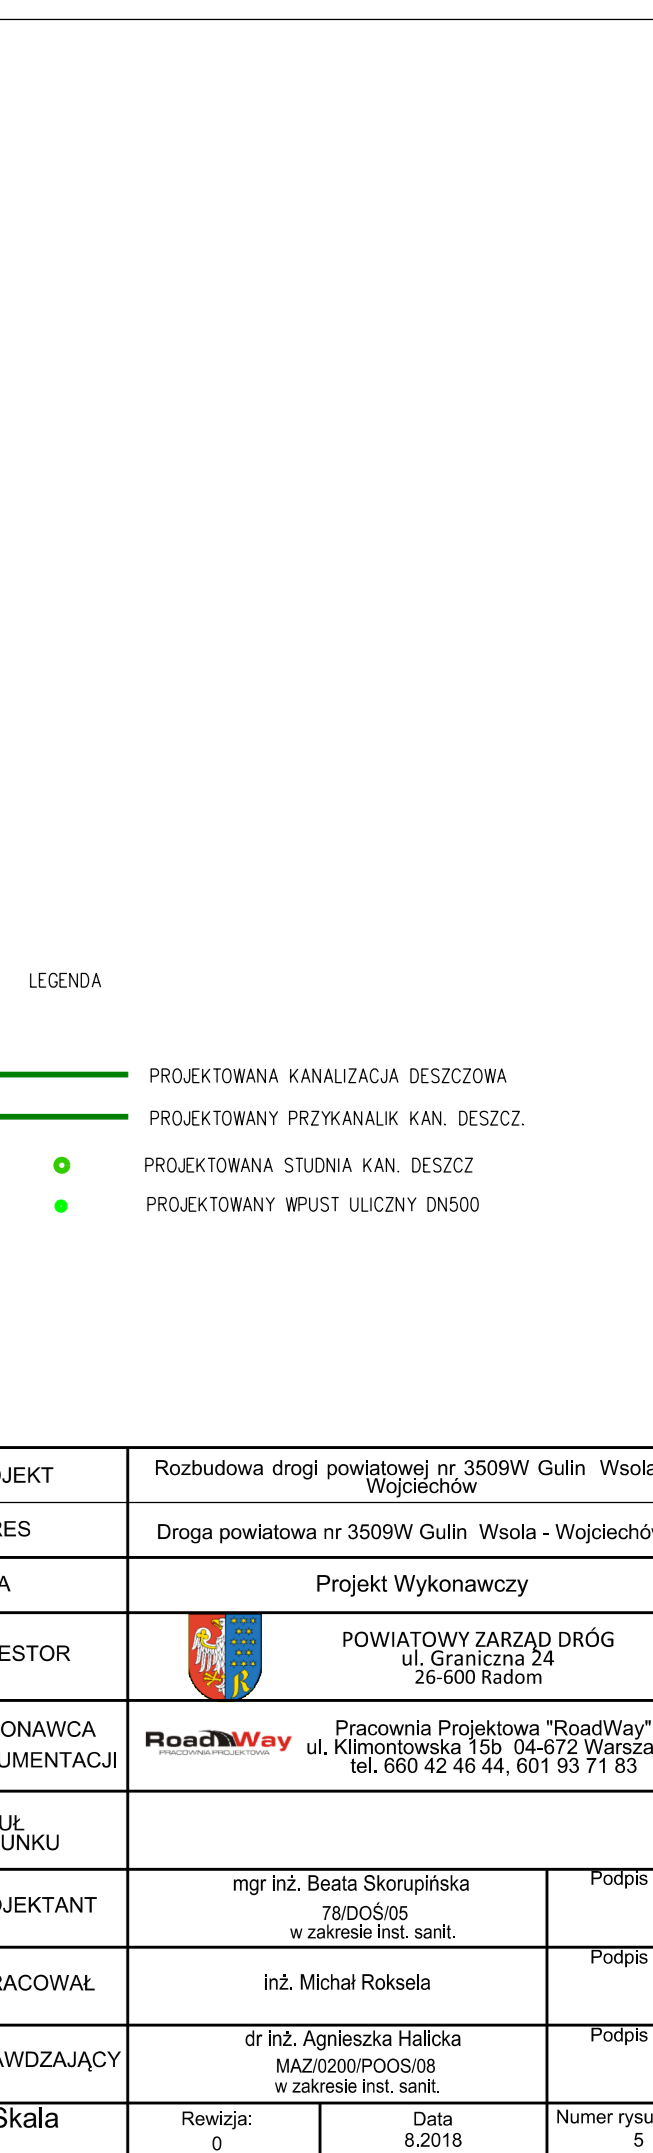 LEGENDA
PROJEKTOWANA KANALIZACJA DESZCZOWA
PROJEKTOWANY PRZYKANALIK KAN. DESZCZ.
PROJEKTOWANA STUDNIA KAN. DESZCZ
PROJEKTOWANY WPUST ULICZNY DN500
JEKT
Rozbudowa drogi powiatowej nr 3509W Gulin Wsola
Wojciechów
RES
Droga powiatowa nr 3509W Gulin Wsola - Wojciechów
A
Projekt Wykonawczy
ESTOR
POWIATOWY ZARZĄD DRÓG
ul. Graniczna 24
26-600 Radom
ONAWCA
UMENTACJI
RoadWay
PRACOWNIA PROJEKTOWA
Pracownia Projektowa "RoadWay"
ul. Klimontowska 15b 04-672 Warsza
tel. 660 42 46 44, 601 93 71 83
UŁ
UNKU
JEKTANT
mgr inż. Beata Skorupińska
78/DOŚ/05
w zakresie inst. sanit.
Podpis
RACOWAŁ
inż. Michał Roksela
Podpis
AWDZAJĄCY
dr inż. Agnieszka Halicka
MAZ/0200/POOS/08
w zakresie inst. sanit.
Podpis
Skala
Rewizja:
0
Data
8.2018
Numer rysu
5